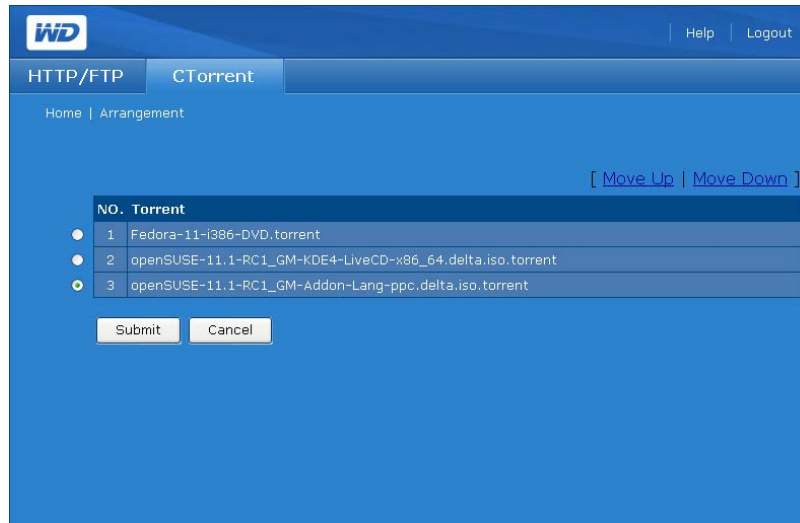 WD
Help | Logout
HTTP/FTP CTorrent
Home | Arrangement
[ Move Up | Move Down ]
NO. Torrent
1 Fedora-11-i386-DVD.torrent
2 openSUSE-11.1-RC1_GM-KDE4-LiveCD-x86_64.delta.iso.torrent
3 openSUSE-11.1-RC1_GM-Addon-Lang-ppc.delta.iso.torrent
Submit Cancel